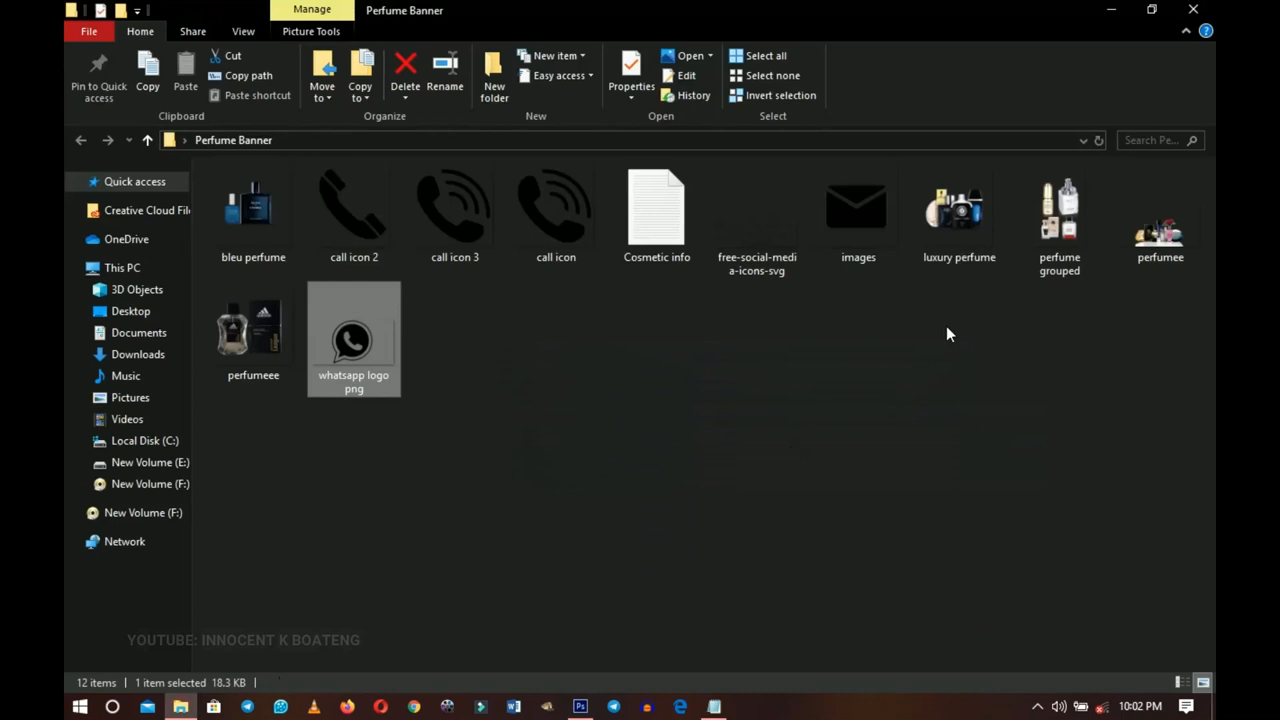 Manage
Perfume Banner
File
Home
Share
View
Picture Tools
Pin to Quick
access
Copy
Paste
Cut
Copy path
Paste shortcut
Clipboard
Move
to
Copy
to
Delete
Rename
Organize
New
folder
New item
Easy access
New
Properties
Open
Edit
History
Open
Select all
Select none
Invert selection
Select
Perfume Banner
Search Pe...
Quick access
Creative Cloud Fil
OneDrive
This PC
3D Objects
Desktop
Documents
Downloads
Music
Pictures
Videos
Local Disk (C:)
New Volume (E:)
New Volume (F:)
New Volume (F:)
Network
bleu perfume
call icon 2
call icon 3
call icon
Cosmetic info
free-social-medi
a-icons-svg
images
luxury perfume
perfume
grouped
perfumee
perfumeee
whatsapp logo
png
YOUTUBE: INNOCENT K BOATENG
12 items
1 item selected 18.3 KB
10:02 PM